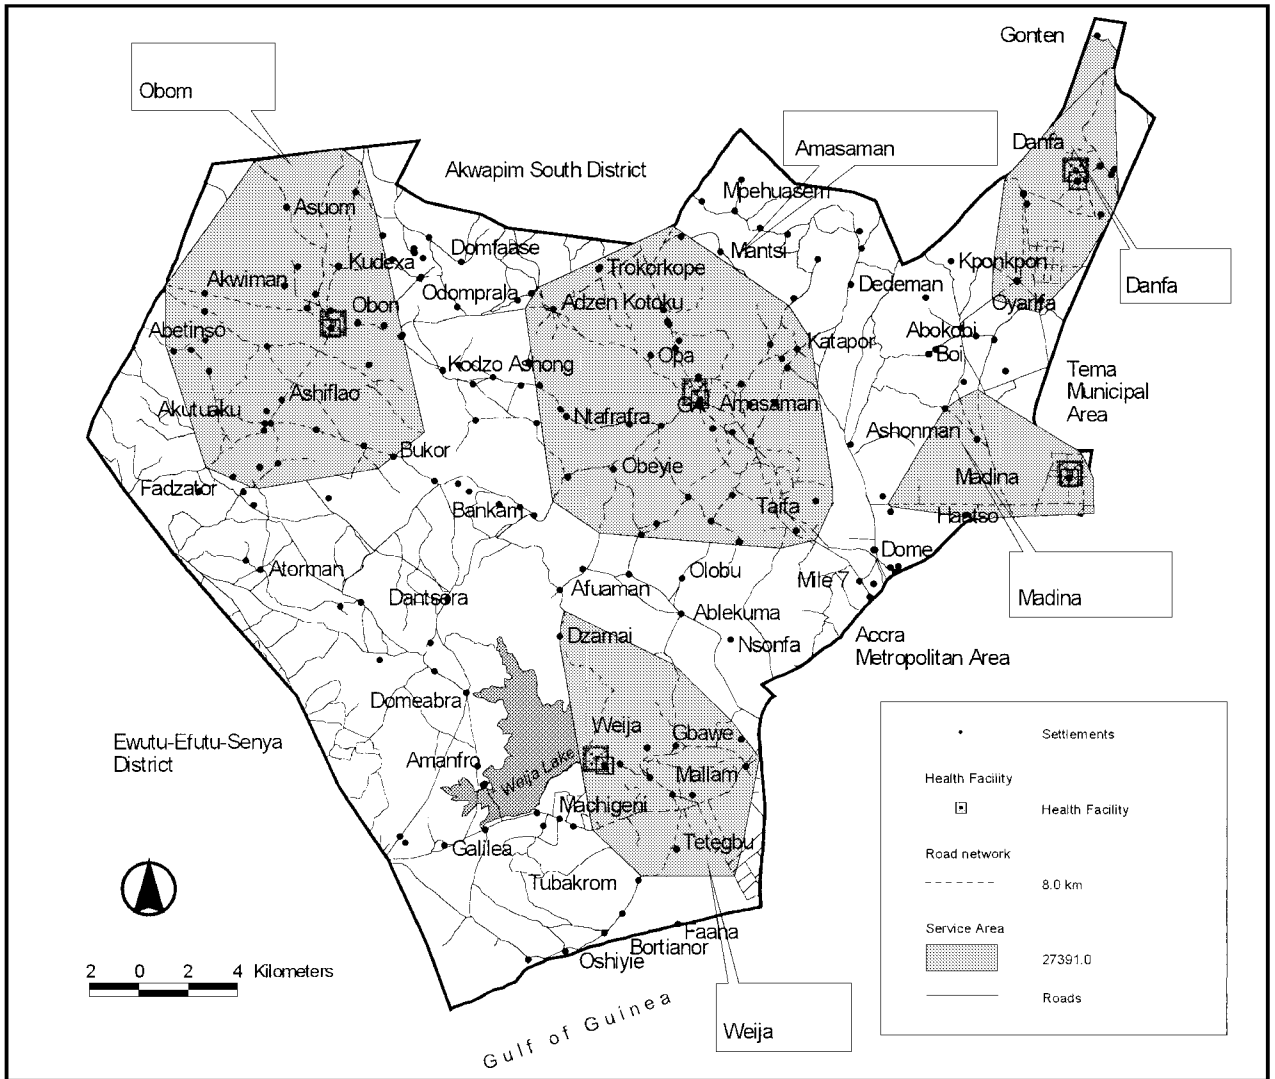 Gonten
Obom
Danfa
Amasaman
Akwapim South District
Mpehuasem
Asuom
Domfaase
Mantsi
Kudexa
Trokorkope
Kponkpon
Akwiman
Odomprala
Dedeman
Danfa
Obon
Adzen Kotoku
Oyarifa
Abetinso
Abokobi
Katapor
Oba
Boi
Kodzo Ashong
Tema
Municipal
Area
Ashiflao
Akutuaku
GA
Amasaman
Ntafrafra
Ashonman
Bukor
Obeyie
Madina
Fadzator
Bankam
Taifa
Haatso
Dome
Atorman
Olobu
Mile 7
Afuaman
Dantsera
Madina
Ablekuma
Dzamai
Nsonfa
Accra
Metropolitan Area
Domeabra
Weija
Gbawe
Settlements
Ewutu-Efutu-Senya
District
Amanfro
Weija Lake
Mallam
Health Facility
Machigeni
Health Facility
Galilea
Tetegbu
Road network
Tubakrom
8.0 km
Faana
Service Area
Bortianor
Oshiyie
27391.0
2 0 2 4 Kilometers
Roads
Gulf of Guinea
Weija